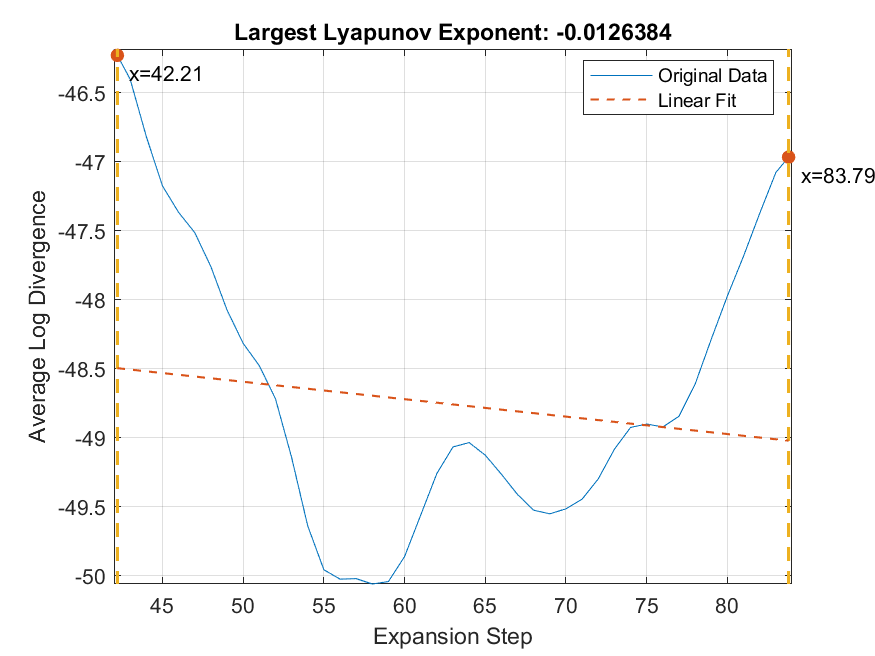 Largest Lyapunov Exponent: -0.0126384
x=42.21
Original Data
Linear Fit
x=83.79
-46.5
-47
-47.5
-48
-48.5
-49
-49.5
-50
Average Log Divergence
45 50 55 60 65 70 75 80
Expansion Step